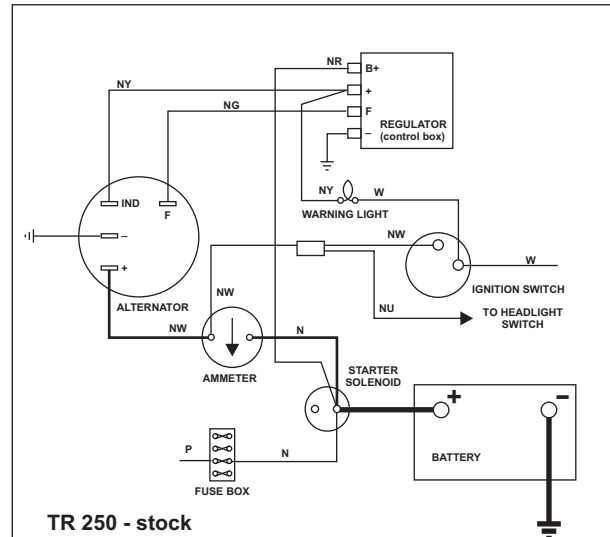 NR
B+
NY
+
NG
F
REGULATOR
(control box)
–
IND
F
NY
W
WARNING LIGHT
–
NW
+
W
IGNITION SWITCH
ALTERNATOR
NW
NU
TO HEADLIGHT
SWITCH
NW
N
AMMETER
STARTER
SOLENOID
+
-
P
N
BATTERY
FUSE BOX
TR 250 - stock